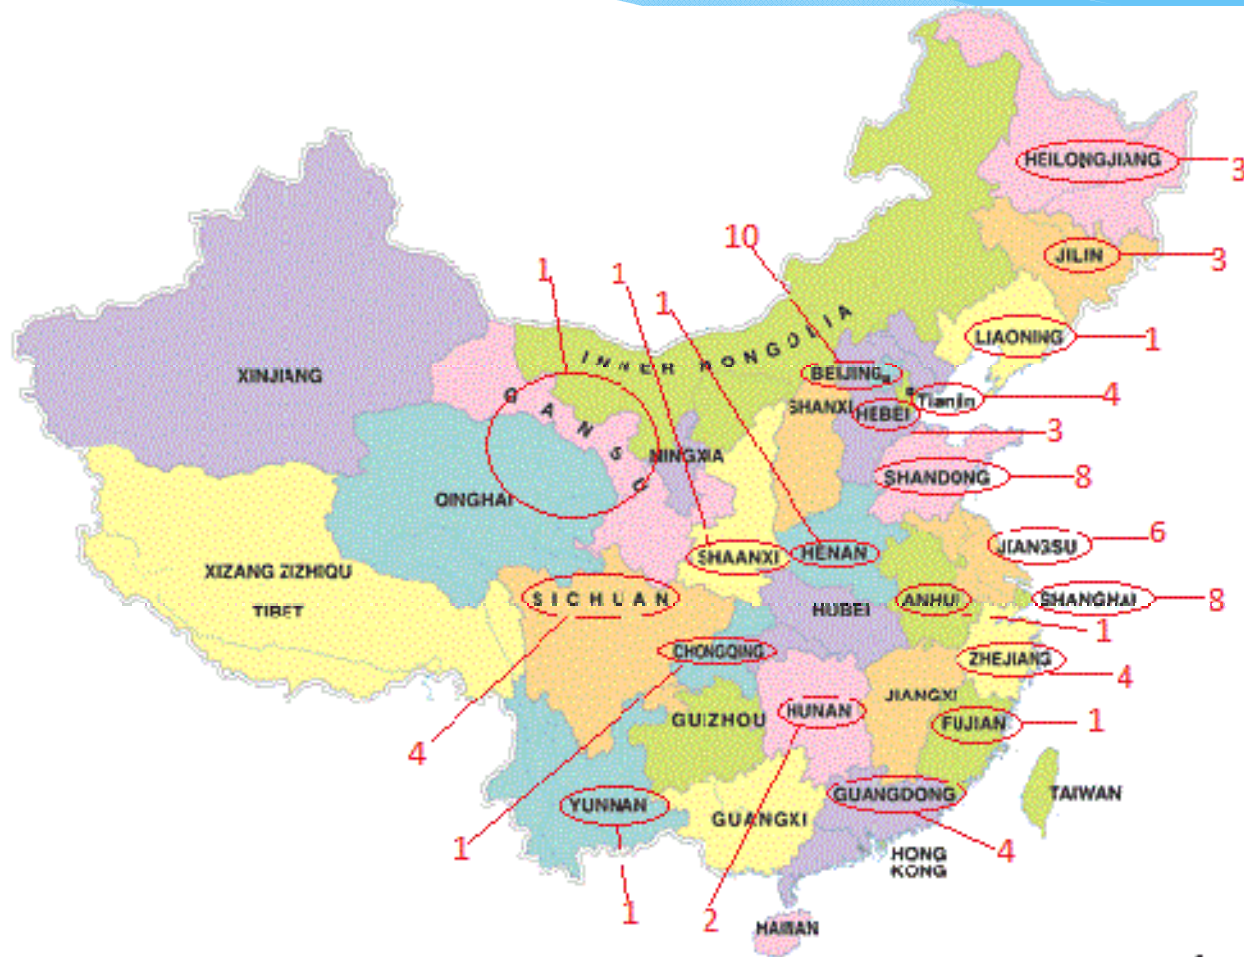 HEILONGJIANG
3
JILIN
3
10
1
1
1
LIAONING
1
INNER MONGOLIA
XINJIANG
BEIJING
GANSU
Tianjin
4
SHANXI
HEBEI
3
NINGXIA
SHANDONG
8
QINGHAI
JIANGSU
6
SHAANXI
HENAN
XIZANG ZIZHIQU
TIBET
SICHUAN
HUBEI
ANHUI
SHANGHAI
8
1
CHONGQING
ZHEJIANG
4
JIANGXI
GUIZHOU
HUNAN
FUJIAN
1
4
YUNNAN
GUANGXI
GUANGDONG
TAIWAN
1
4
HONG
KONG
1
2
HAINAN